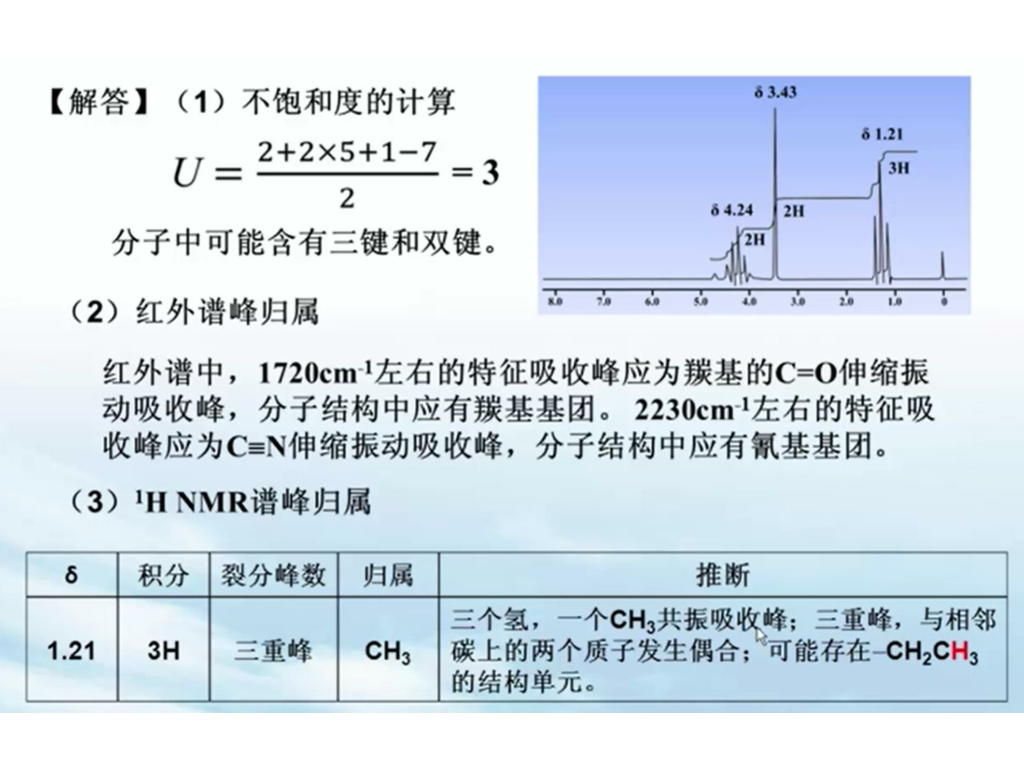 【解答】（1）不饱和度的计算
U = 2+2×5+1−7 / 2 = 3
分子中可能含有三键和双键。
δ 3.43
δ 1.21
3H
δ 4.24
2H
2H
8.0 7.0 6.0 5.0 4.0 3.0 2.0 1.0 0
（2）红外谱峰归属
红外谱中，1720cm-1左右的特征吸收峰应为羰基的C=O伸缩振
动吸收峰，分子结构中应有羰基基团。 2230cm-1左右的特征吸
收峰应为C≡N伸缩振动吸收峰，分子结构中应有氰基基团。
（3）1H NMR谱峰归属
δ 积分 裂分峰数 归属 推断
1.21 3H 三重峰 CH3
三个氢，一个CH3共振吸收峰；三重峰，与相邻
碳上的两个质子发生偶合；可能存在–CH2CH3
的结构单元。